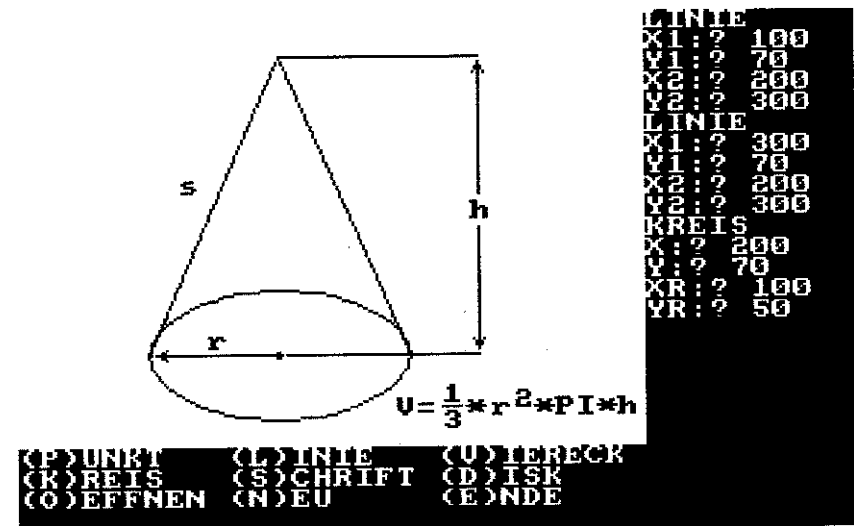 s
h
r
V=1/3*r²*PI*h
LINIE
X1:? 100
Y1:? 70
X2:? 200
Y2:? 300
LINIE
X1:? 300
Y1:? 70
X2:? 200
Y2:? 300
KREIS
X:? 200
Y:? 70
XR:? 100
YR:? 50
(P)UNKT (L)INIE (V)IERECK
(K)REIS (S)CHRIFT (D)ISK
(O)EFFNEN (N)EU (E)NDE